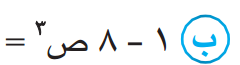 ب ١ - ٨ ص٣ =